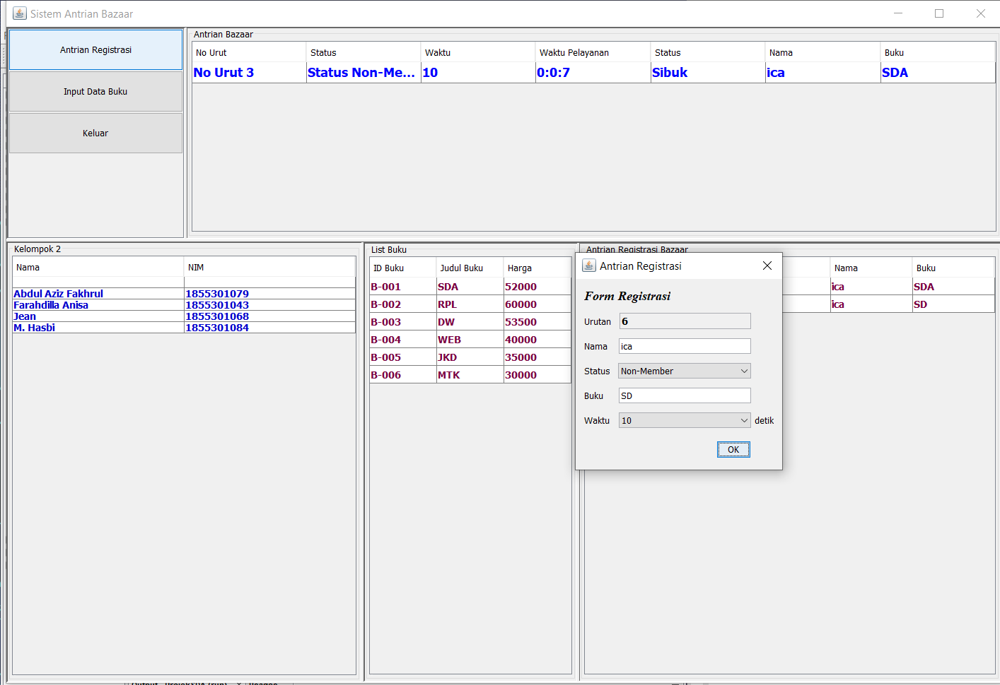 Sistem Antrian Bazaar
Antrian Registrasi
Input Data Buku
Keluar
Antrian Bazaar
No Urut Status Waktu Waktu Pelayanan Status Nama Buku
No Urut 3 Status Non-Me... 10 0:0:7 Sibuk ica SDA
Kelompok 2
Nama NIM
Abdul Aziz Fakhrul 1855301079
Farahdilla Anisa 1855301043
Jean 1855301068
M. Hasbi 1855301084
List Buku
ID Buku Judul Buku Harga
B-001 SDA 52000
B-002 RPL 60000
B-003 DW 53500
B-004 WEB 40000
B-005 JKD 35000
B-006 MTK 30000
Antrian Registrasi Bazaar
Nama Buku
ica SDA
ica SD
Antrian Registrasi
Form Registrasi
Urutan 6
Nama ica
Status Non-Member
Buku SD
Waktu 10 detik
OK